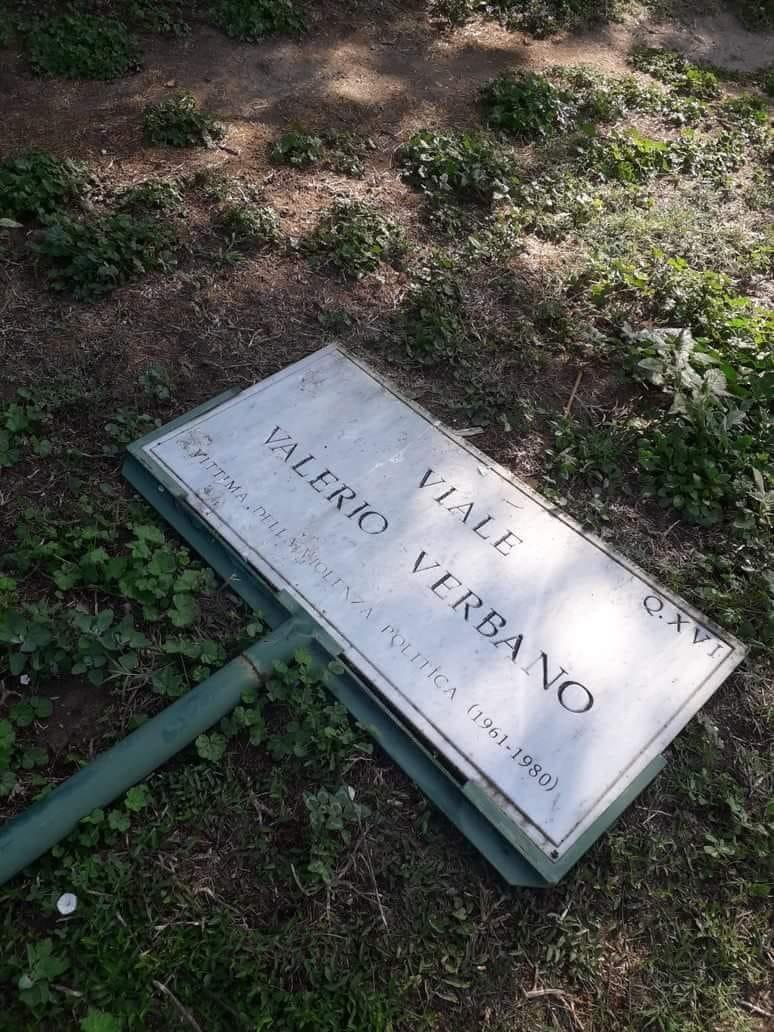 Q.XVI
VIALE
VALERIO VERBANO
VITTIMA DELLA VIOLENZA POLITICA (1961-1980)